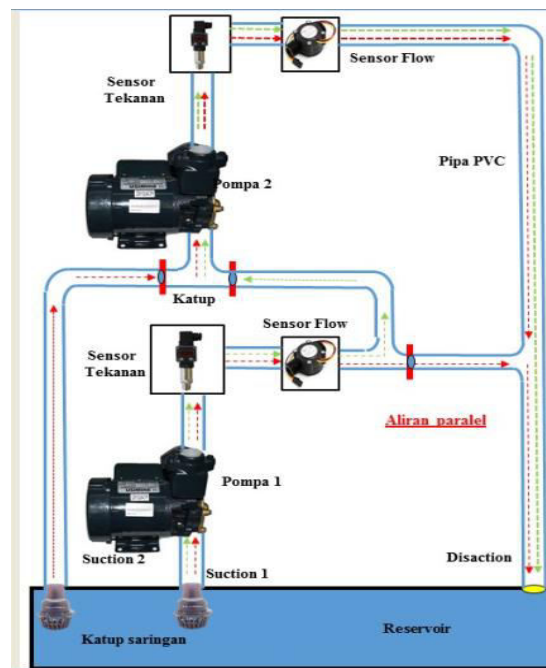 Sensor
Tekanan
Sensor Flow
Pipa PVC
Pompa 2
Katup
Sensor Flow
Sensor
Tekanan
Aliran paralel
Pompa 1
Suction 2
Suction 1
Disaction
Katup saringan
Reservoir